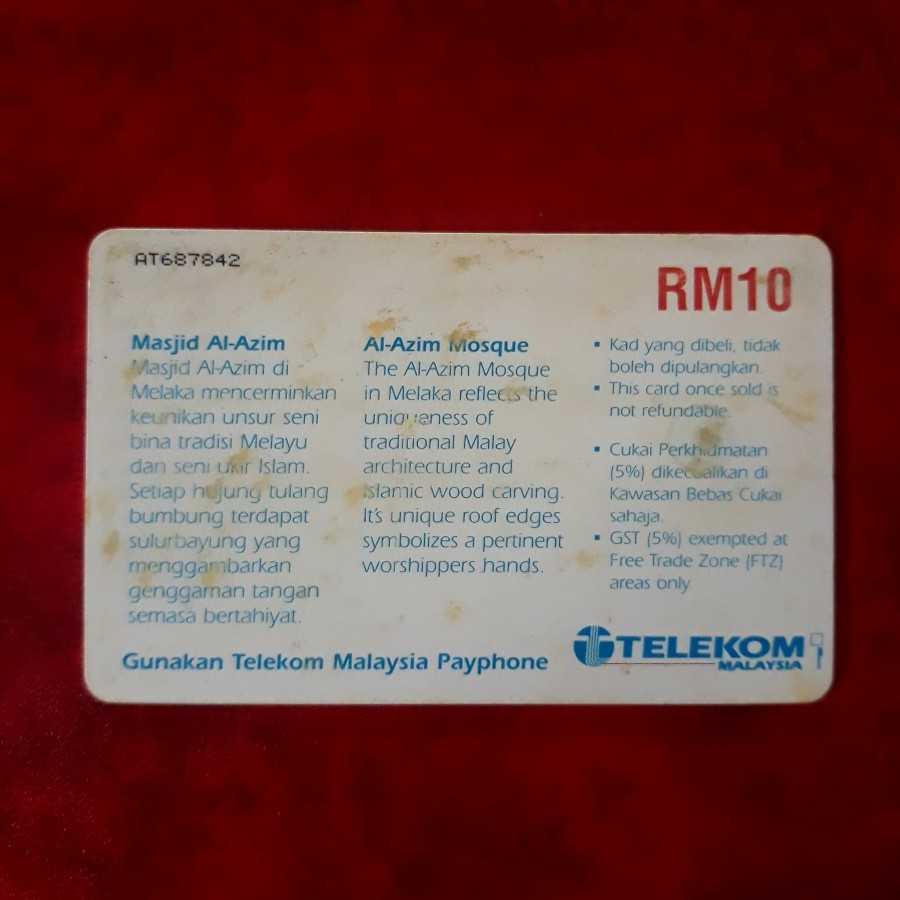 AT687842
RM10
Masjid Al-Azim
Masjid Al-Azim di
Melaka mencerminkan
keunikan unsur seni
bina tradisi Melayu
dan seni ukir Islam.
Setiap hujung tulang
bumbung terdapat
sulurbayung yang
menggambarkan
genggaman tangan
semasa bertahiyat.
Al-Azim Mosque
The Al-Azim Mosque
in Melaka reflects the
uniqueness of
traditional Malay
architecture and
Islamic wood carving.
It's unique roof edges
symbolizes a pertinent
worshippers hands.
▪ Kad yang dibeli, tidak
boleh dipulangkan.
▪ This card once sold is
not refundable.
▪ Cukai Perkhidmatan
(5%) dikecualikan di
Kawasan Bebas Cukai
sahaja.
▪ GST (5%) exempted at
Free Trade Zone (FTZ)
areas only
Gunakan Telekom Malaysia Payphone
TELEKOM
MALAYSIA